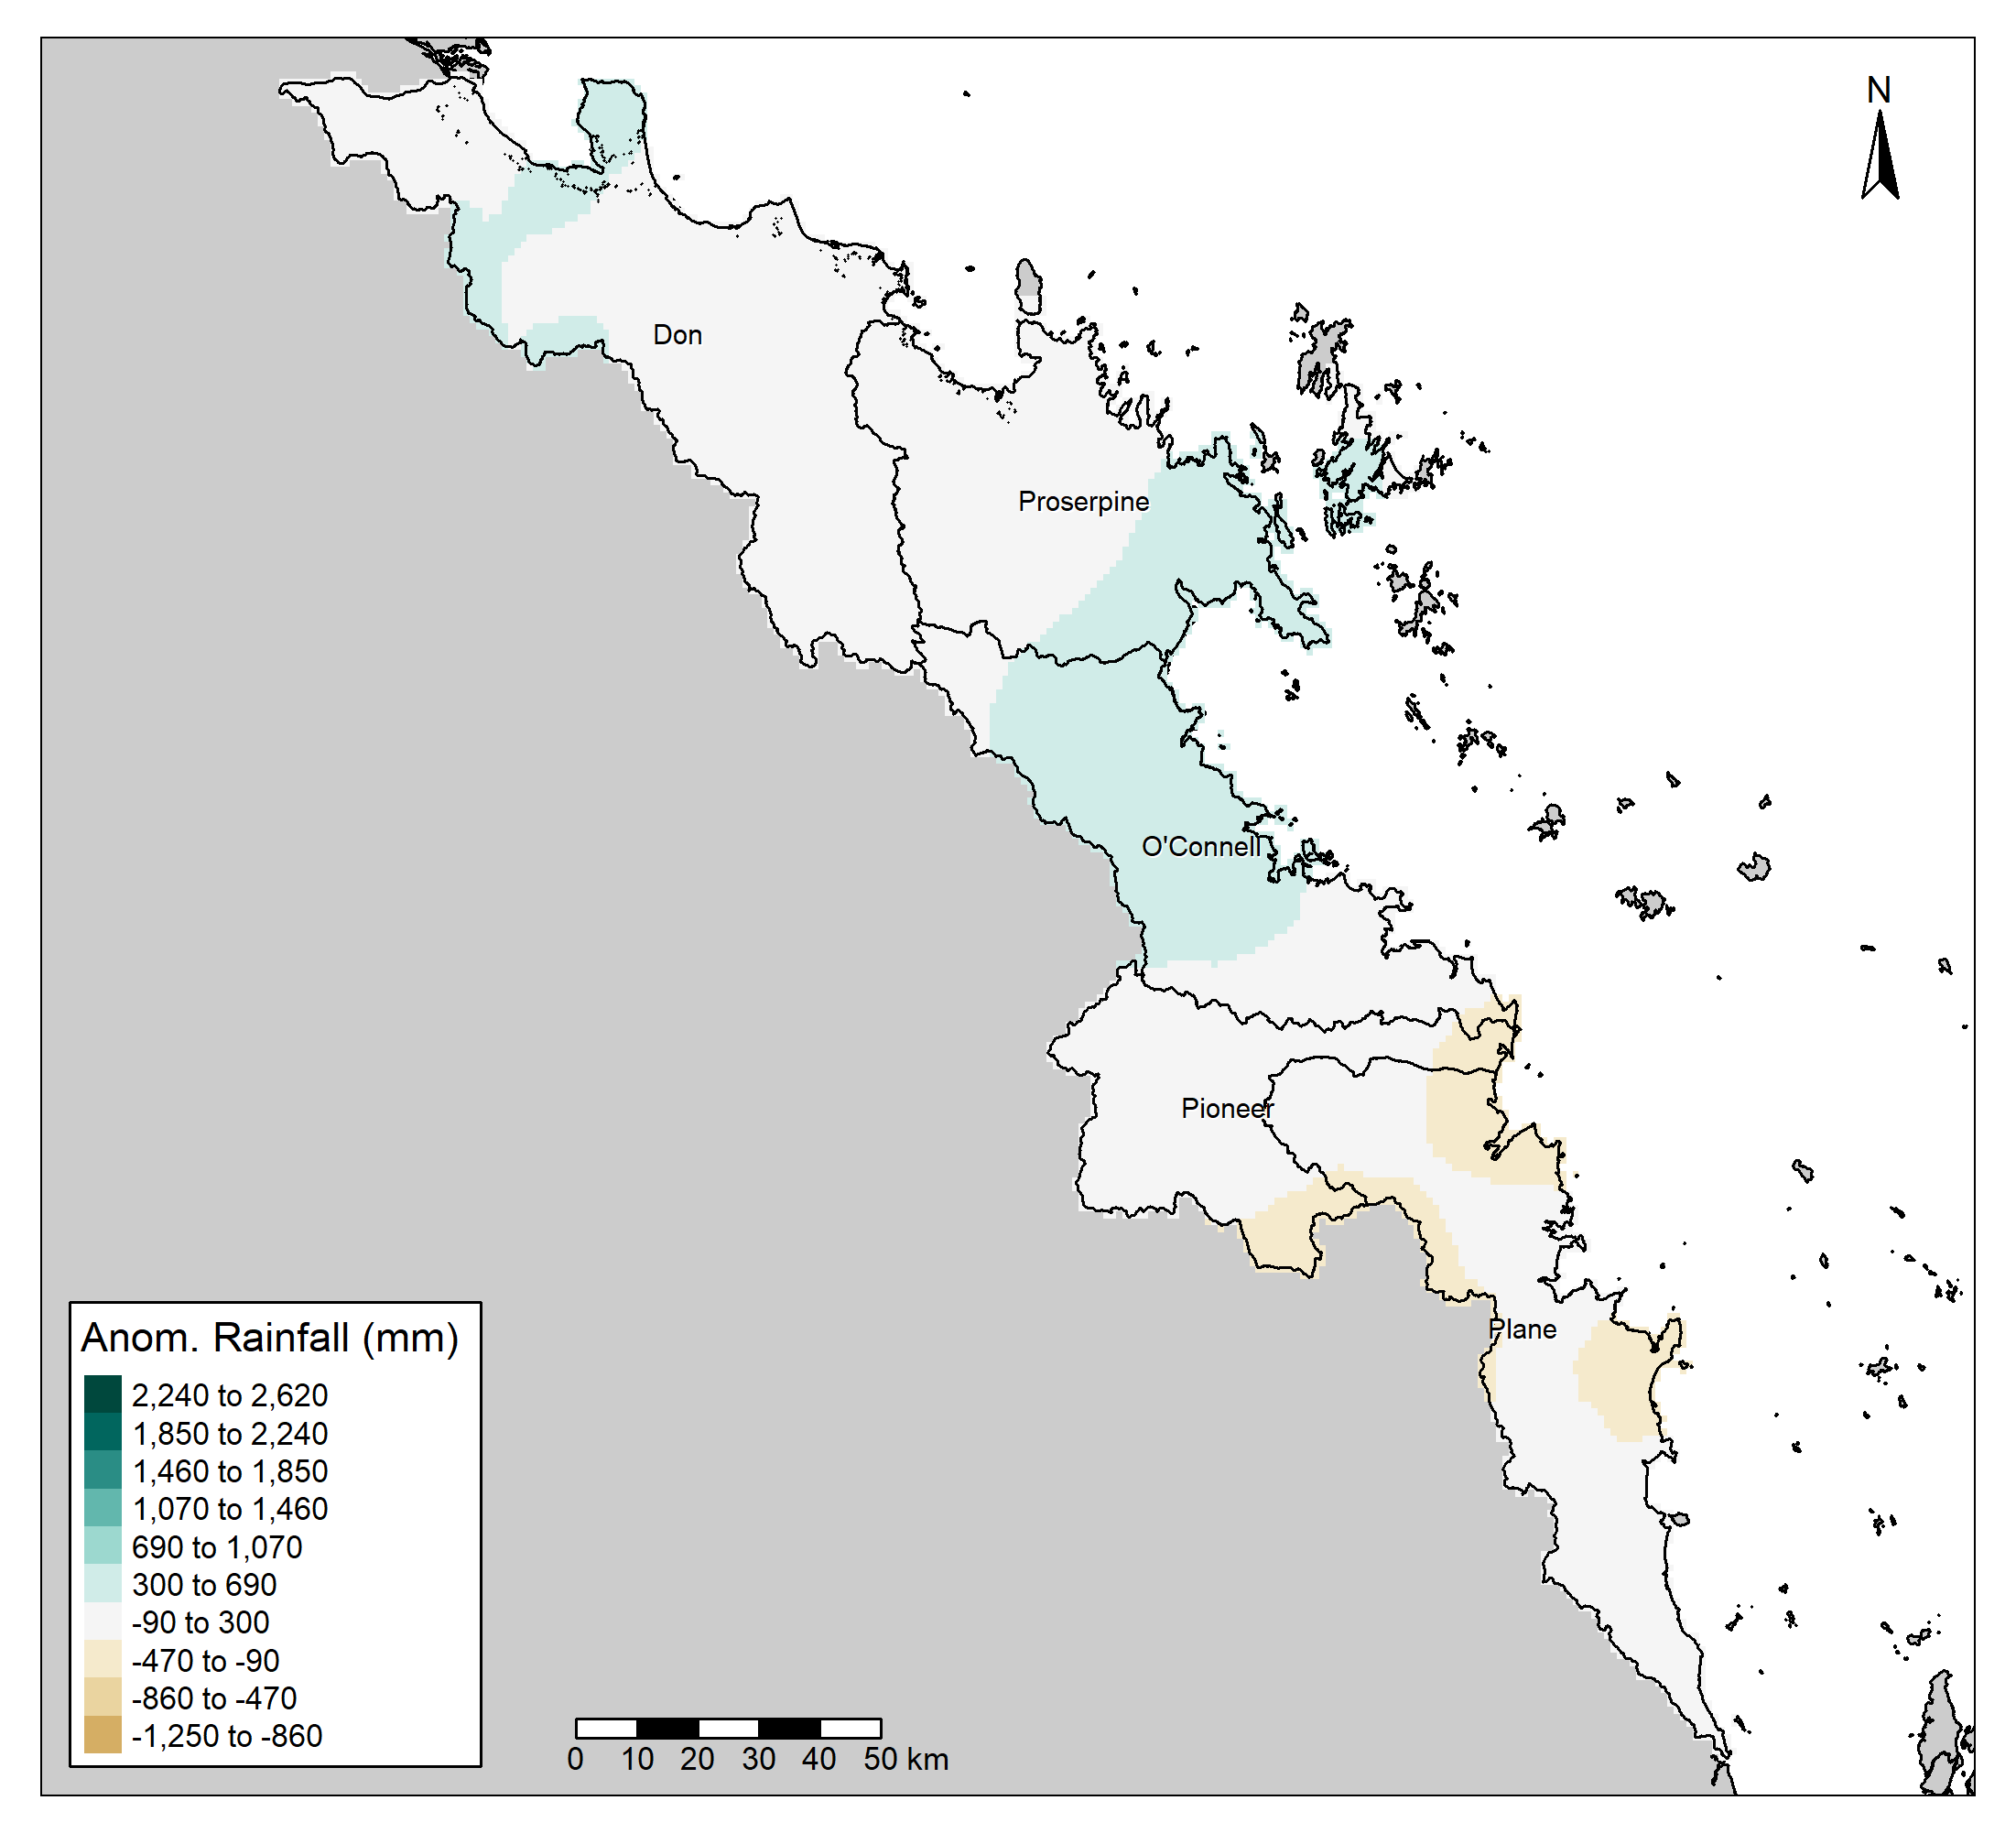 N
Don
Proserpine
O'Connell
Pioneer
Plane
Anom. Rainfall (mm)
2,240 to 2,620
1,850 to 2,240
1,460 to 1,850
1,070 to 1,460
690 to 1,070
300 to 690
-90 to 300
-470 to -90
-860 to -470
-1,250 to -860
0 10 20 30 40 50 km